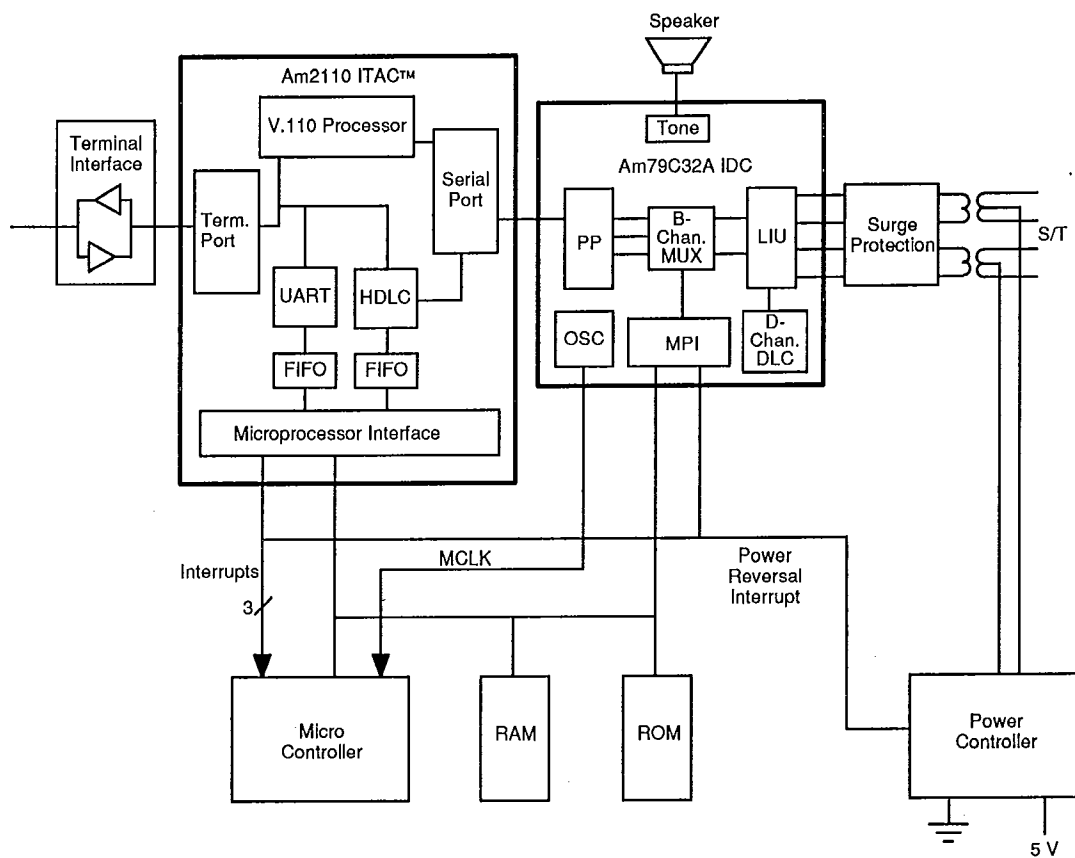 Speaker
Am2110 ITAC™
V.110 Processor
Tone
Terminal
Interface
Am79C32A IDC
Serial
Port
Term.
Port
PP
B-
Chan.
MUX
LIU
Surge
Protection
S/T
UART
HDLC
OSC
MPI
D-
Chan.
DLC
FIFO
FIFO
Microprocessor Interface
Interrupts
3
MCLK
Power
Reversal
Interrupt
Micro
Controller
RAM
ROM
Power
Controller
5 V